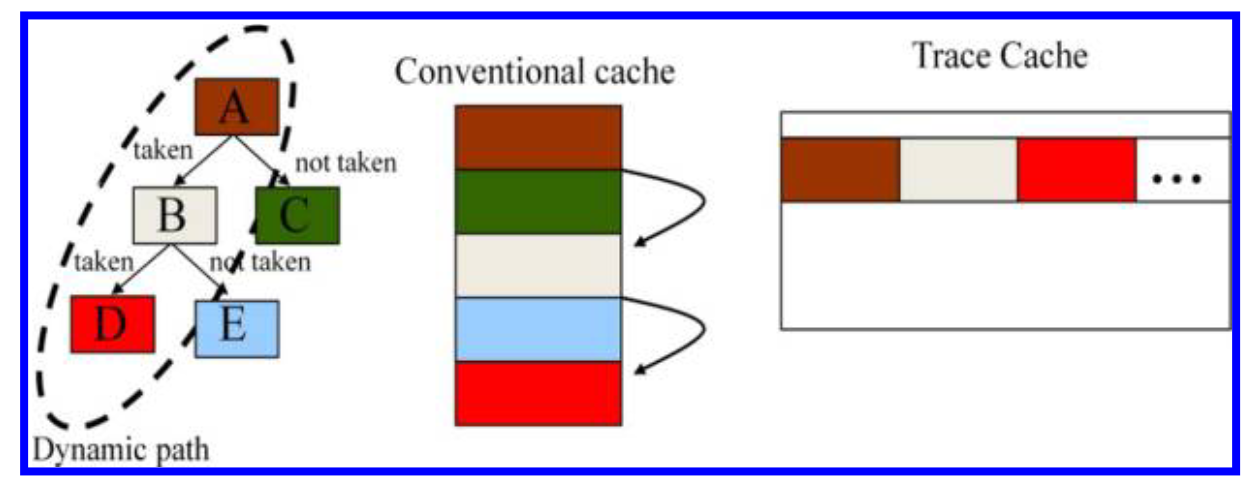 Conventional cache
Trace Cache
A
taken
not taken
B
C
taken
not taken
D
E
...
Dynamic path